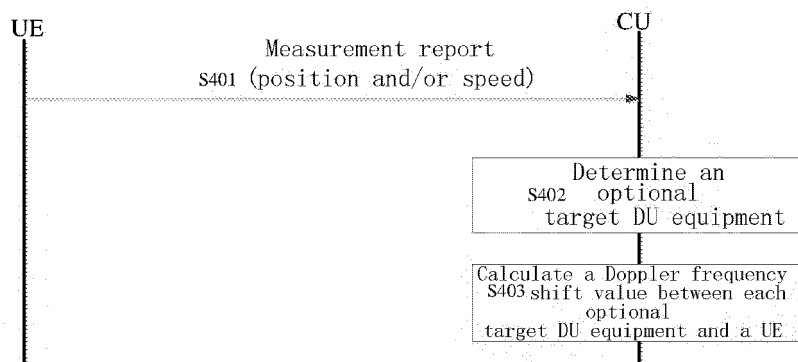 UE
CU
Measurement report
S401 (position and/or speed)
Determine an
S402 optional
target DU equipment
Calculate a Doppler frequency
S403 shift value between each
optional
target DU equipment and a UE